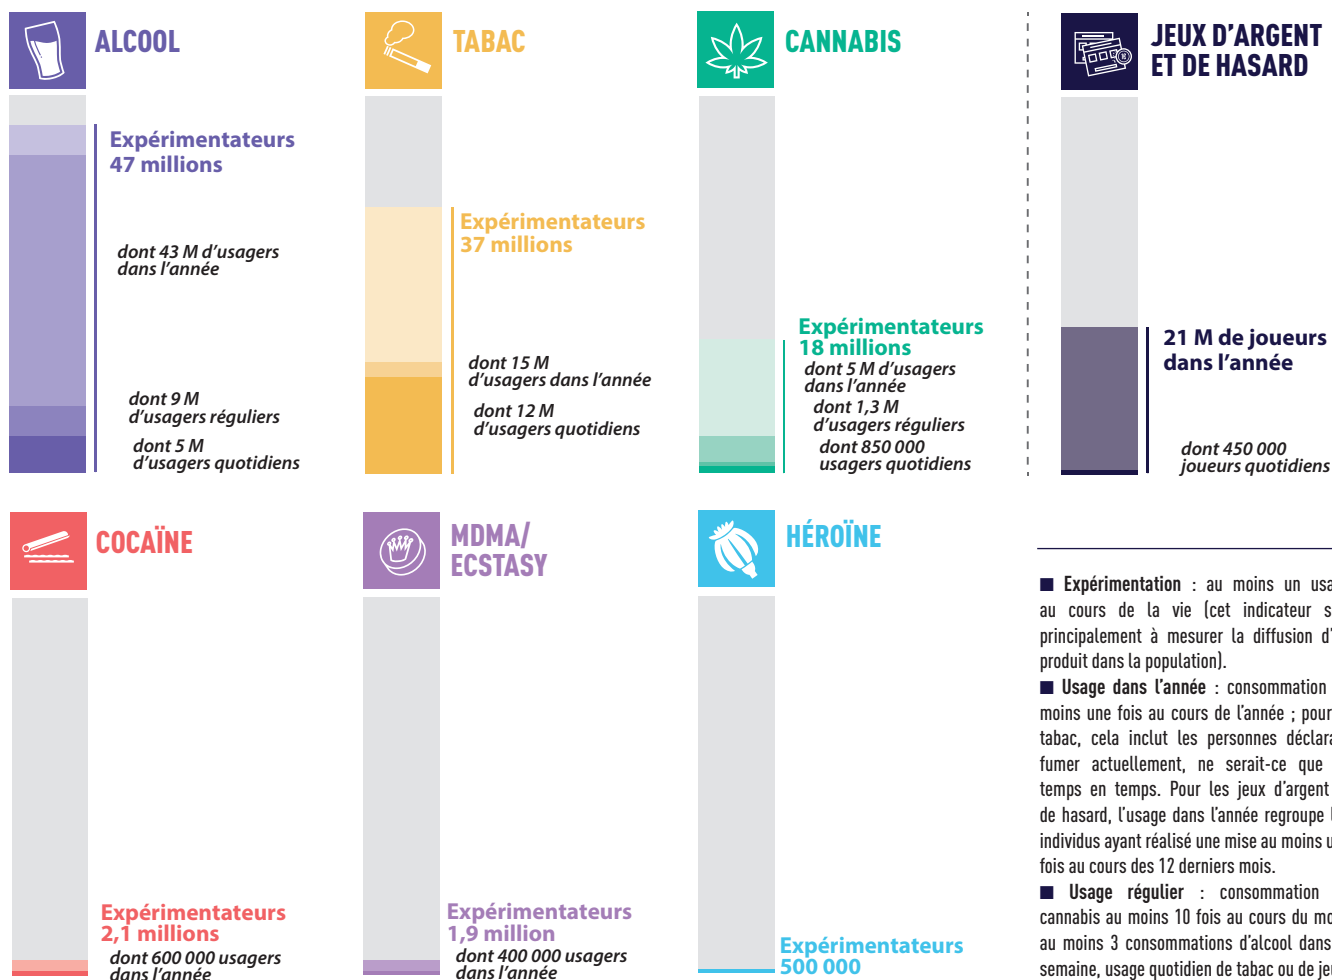 ALCOOL
Expérimentateurs
47 millions
dont 43 M d'usagers
dans l'année
dont 9 M
d'usagers réguliers
dont 5 M
d'usagers quotidiens
TABAC
Expérimentateurs
37 millions
dont 15 M
d'usagers dans l'année
dont 12 M
d'usagers quotidiens
CANNABIS
Expérimentateurs
18 millions
dont 5 M d'usagers
dans l'année
dont 1,3 M
d'usagers réguliers
dont 850 000
usagers quotidiens
JEUX D'ARGENT
ET DE HASARD
21 M de joueurs
dans l'année
dont 450 000
joueurs quotidiens
COCAÏNE
Expérimentateurs
2,1 millions
dont 600 000 usagers
dans l'année
MDMA/
ECSTASY
Expérimentateurs
1,9 million
dont 400 000 usagers
dans l'année
HÉROÏNE
Expérimentateurs
500 000
■ Expérimentation : au moins un
au cours de la vie (cet indicateur
principalement à mesurer la diffusion
produit dans la population).
■ Usage dans l'année : consommation
moins une fois au cours de l'année ; pour
tabac, cela inclut les personnes
fumer actuellement, ne serait-ce que
temps en temps. Pour les jeux d'argent
de hasard, l'usage dans l'année regroupe
individus ayant réalisé une mise au moins
fois au cours des 12 derniers mois.
■ Usage régulier : consommation
cannabis au moins 10 fois au cours du
au moins 3 consommations d'alcool dans
semaine, usage quotidien de tabac ou de